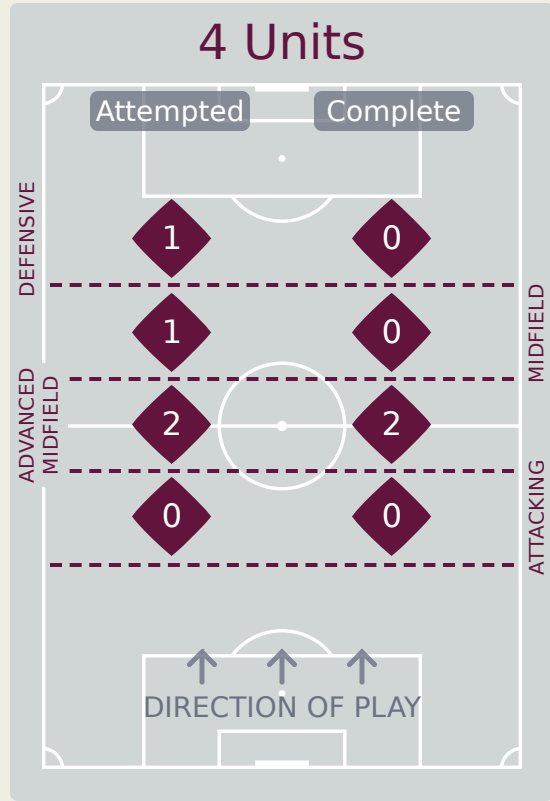 4 Units
Attempted
Complete
DEFENSIVE
1
0
MIDFIELD
1
0
ADVANCED
MIDFIELD
2
2
ATTACKING
0
0
DIRECTION OF PLAY